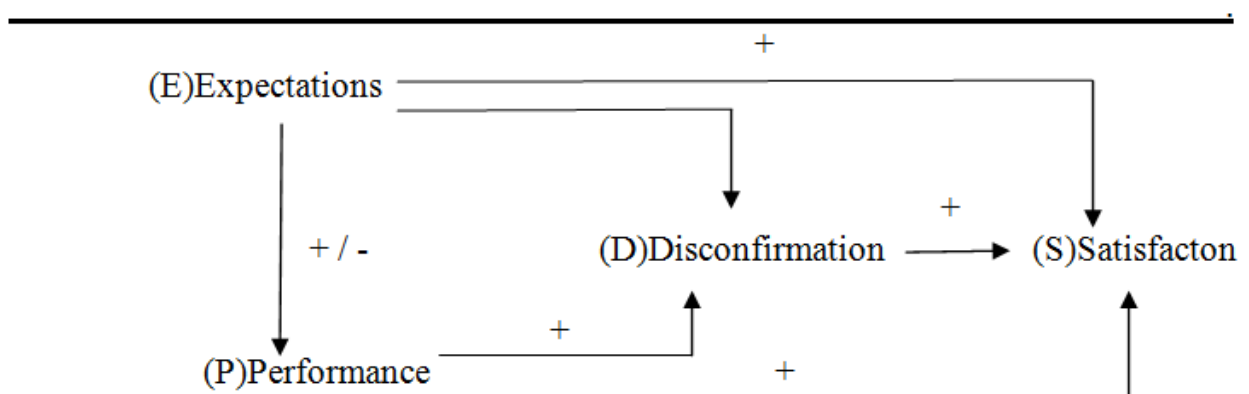 +
(E)Expectations
+ / -
+
(D)Disconfirmation
(S)Satisfacton
+
(P)Performance
+